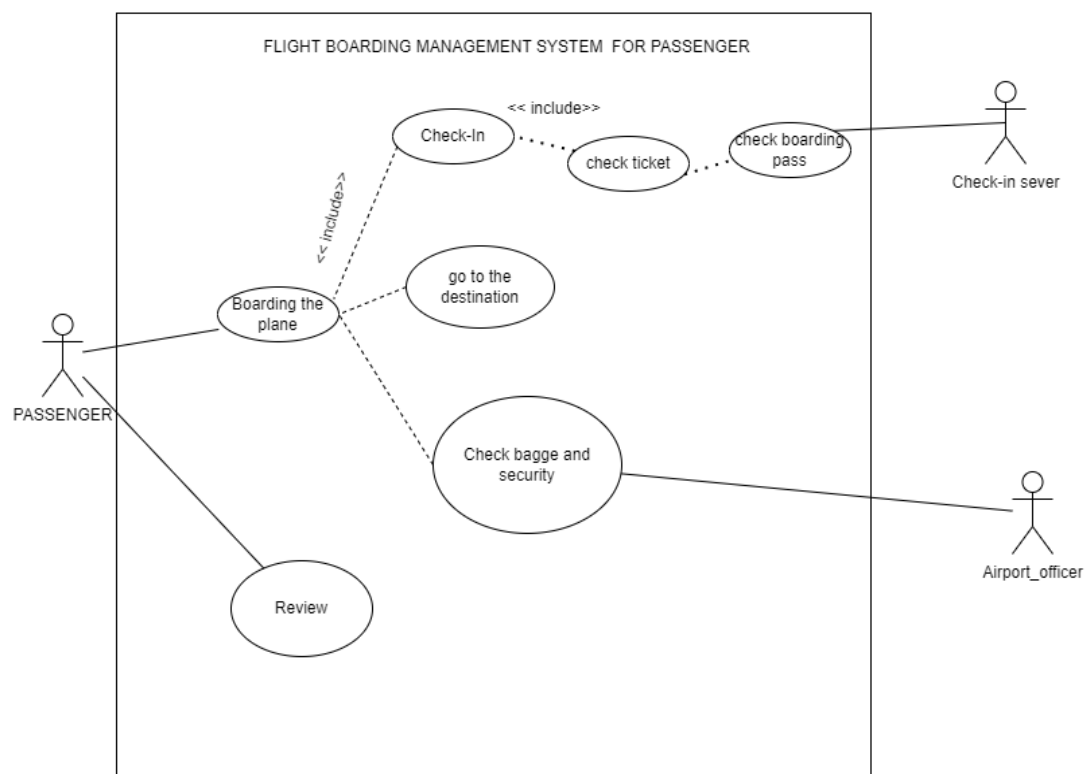 FLIGHT BOARDING MANAGEMENT SYSTEM FOR PASSENGER
<< include>>
Check-In
check ticket
check boarding
pass
Check-in sever
<< include>>
go to the
destination
Boarding the
plane
PASSENGER
Check bagge and
security
Airport_officer
Review